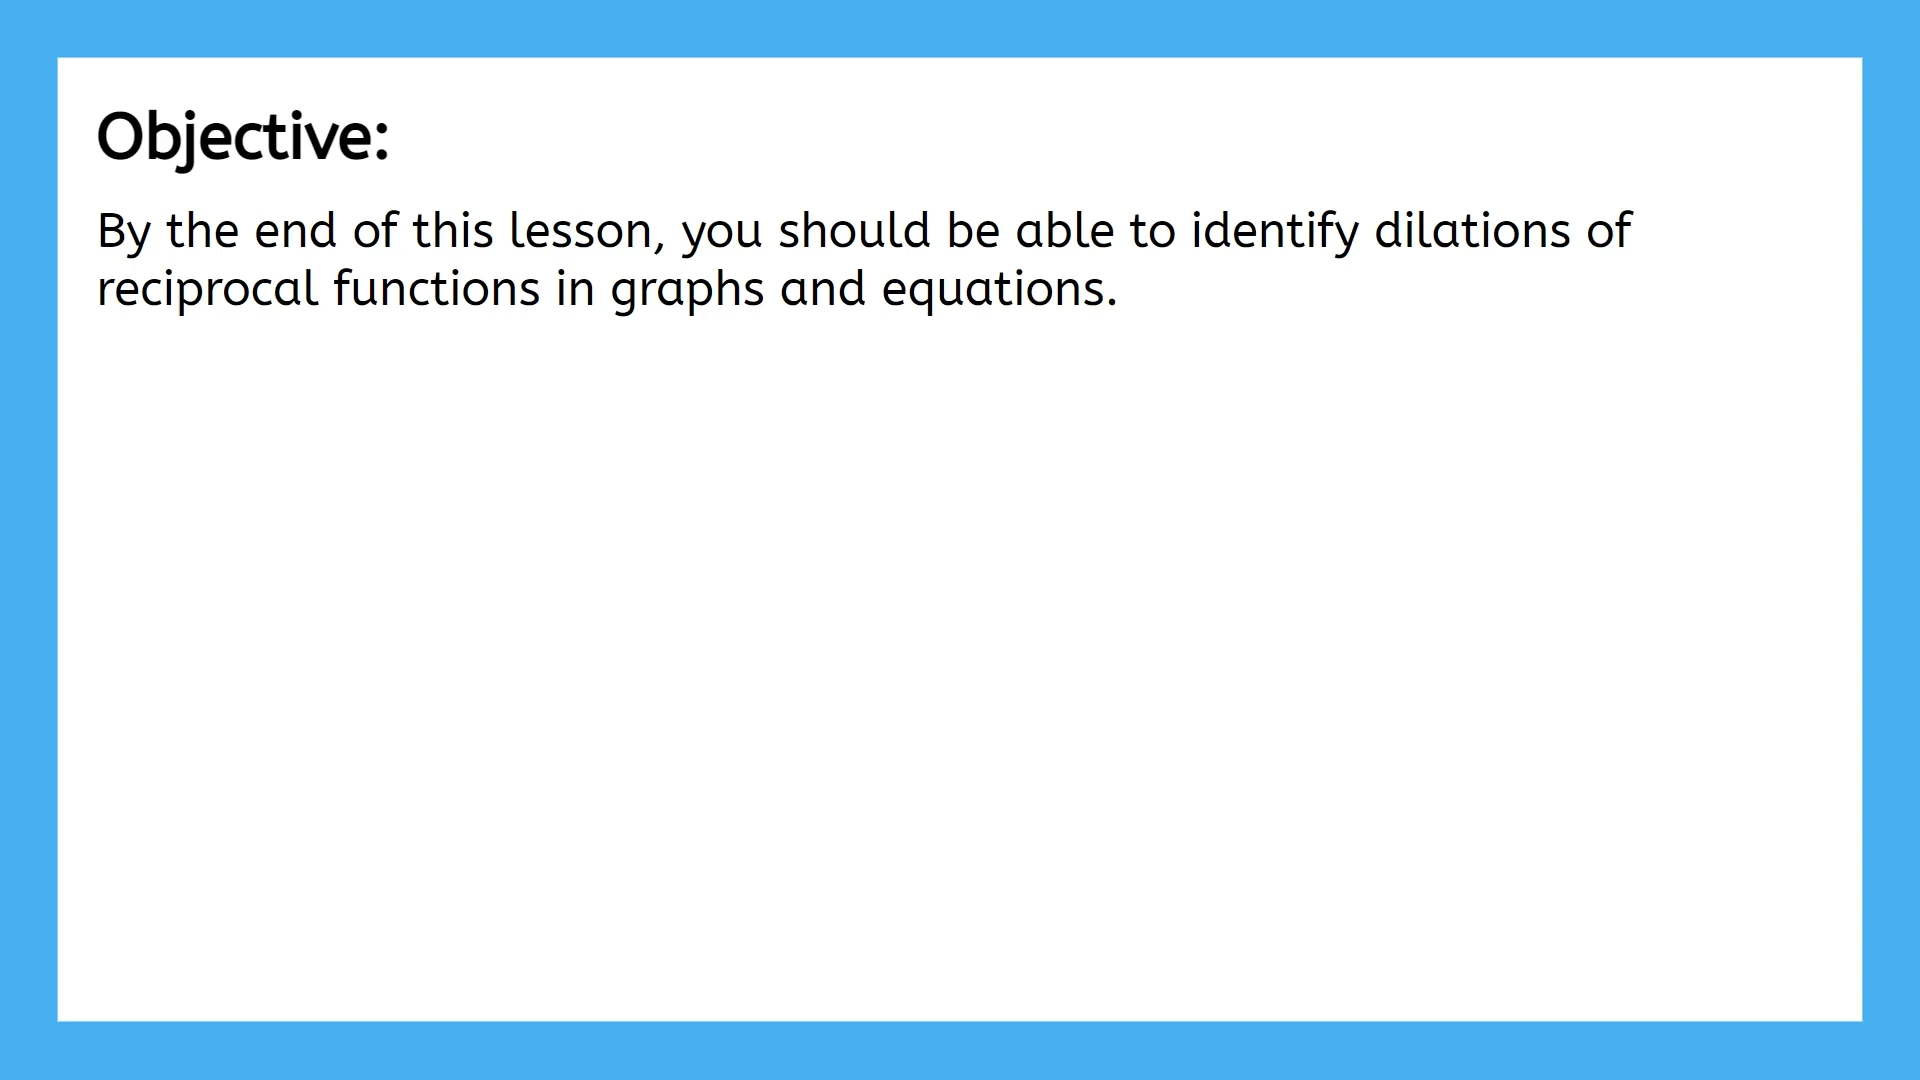 Objective:
By the end of this lesson, you should be able to identify dilations of
reciprocal functions in graphs and equations.